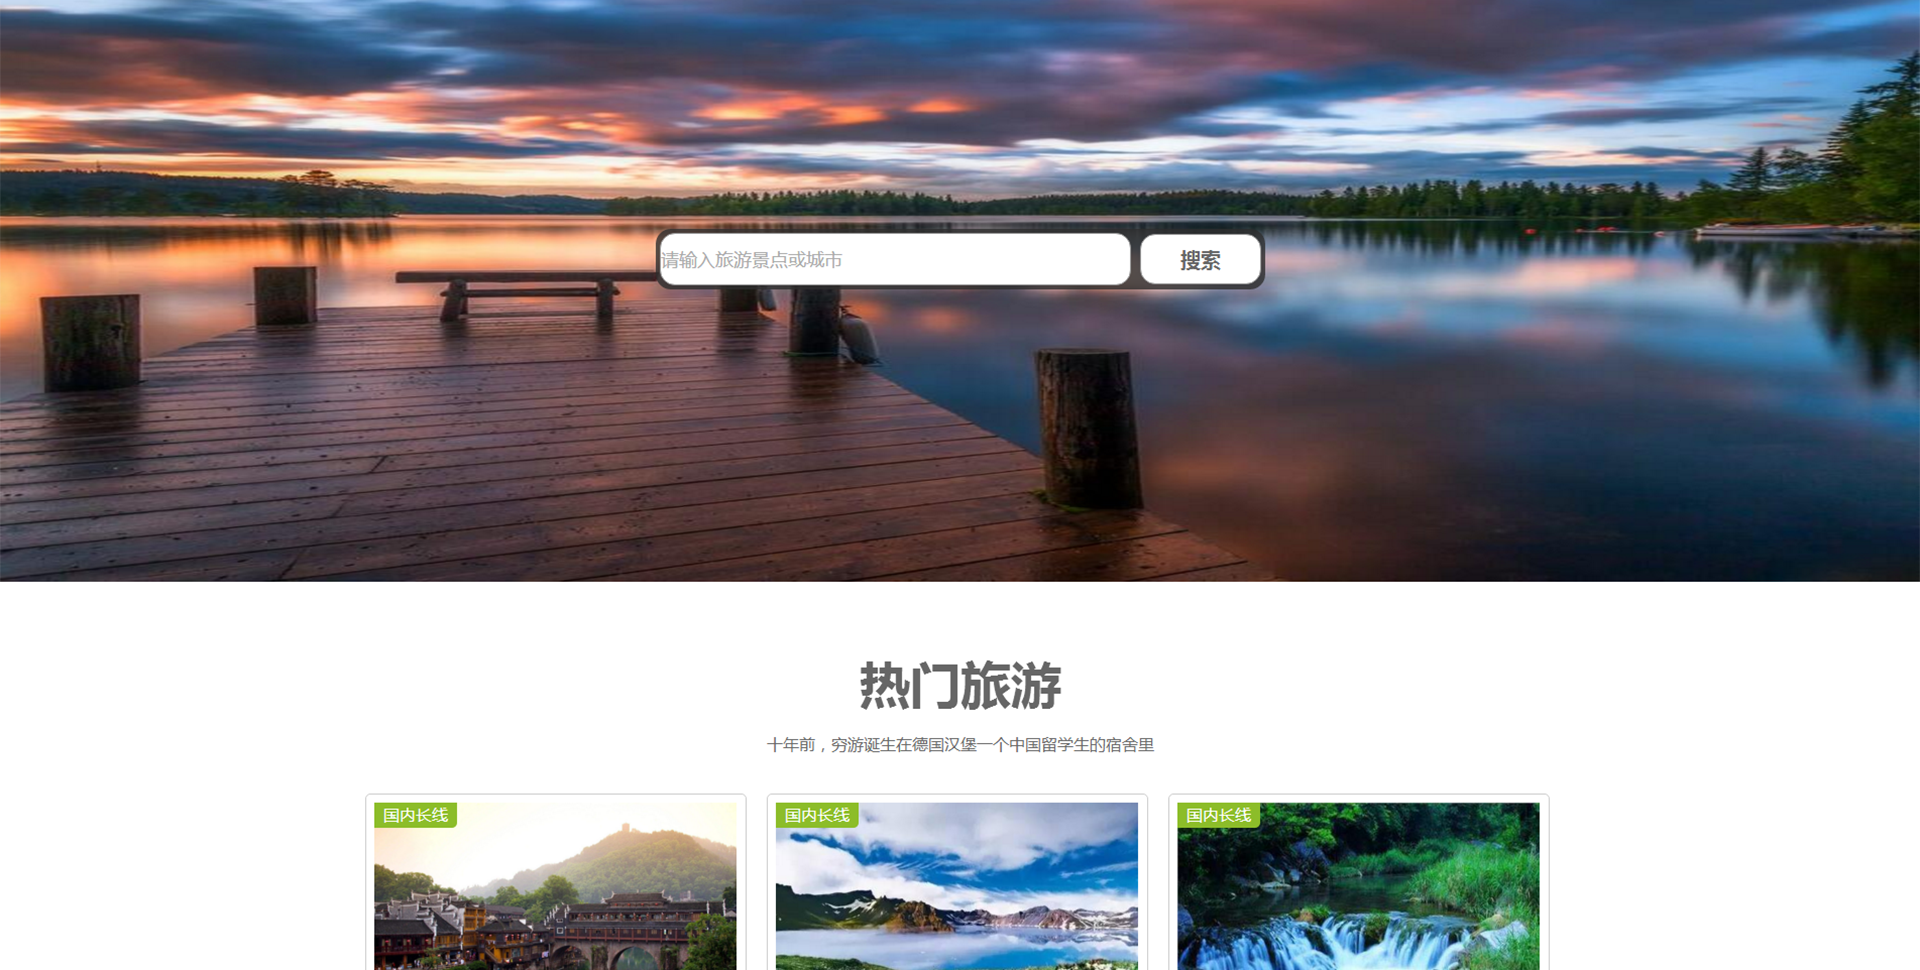 请输入旅游景点或城市
搜索
热门旅游
十年前，穷游诞生在德国汉堡一个中国留学生的宿舍里
国内长线
国内长线
国内长线